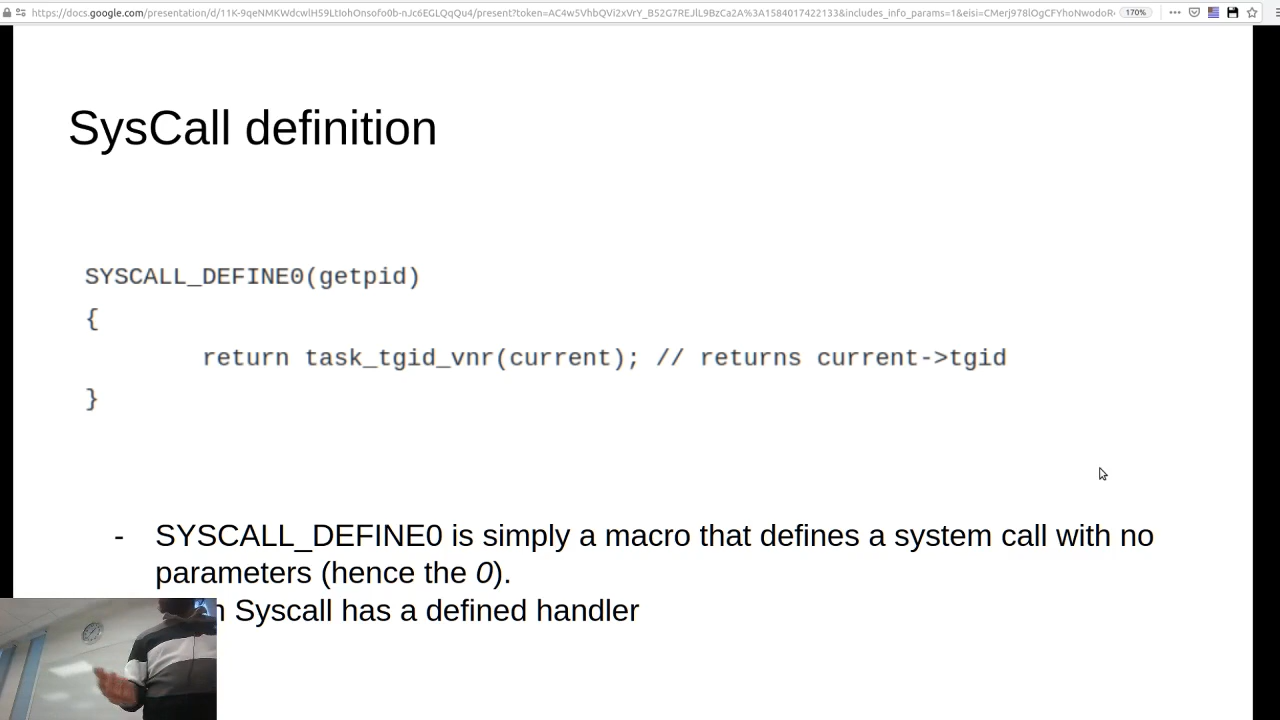 170%
SysCall definition
SYSCALL_DEFINE0(getpid)
{
return task_tgid_vnr(current); // returns current->tgid
}
- SYSCALL_DEFINE0 is simply a macro that defines a system call with no
parameters (hence the 0).
Syscall has a defined handler